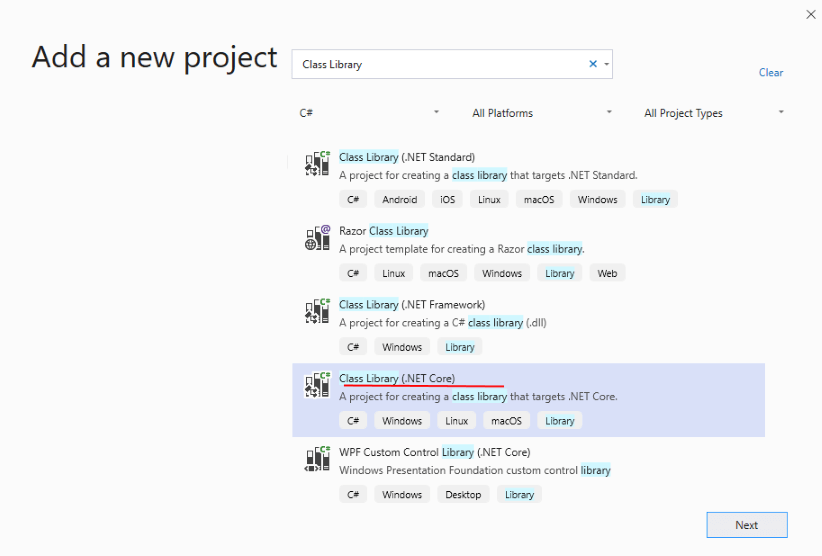 Add a new project
Class Library
Clear
C# All Platforms All Project Types
Class Library (.NET Standard)
A project for creating a class library that targets .NET Standard.
C# Android iOS Linux macOS Windows Library
Razor Class Library
A project template for creating a Razor class library.
C# Linux macOS Windows Library Web
Class Library (.NET Framework)
A project for creating a C# class library (.dll)
C# Windows Library
Class Library (.NET Core)
A project for creating a class library that targets .NET Core.
C# Windows Linux macOS Library
WPF Custom Control Library (.NET Core)
Windows Presentation Foundation custom control library
C# Windows Desktop Library
Next